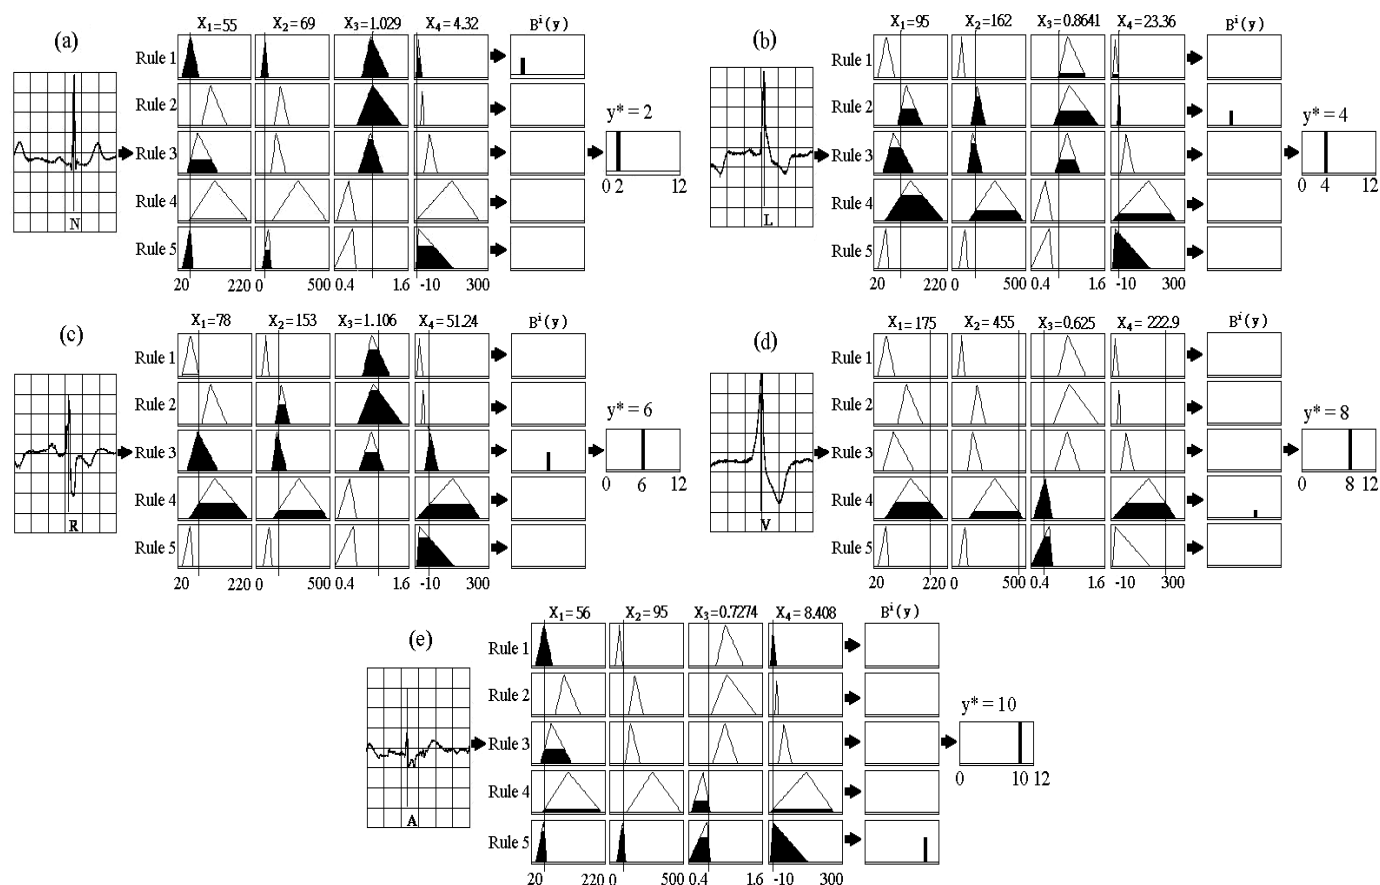 (a)
X1=55 X2=69 X3=1.029 X4=4.32 B^i(y)
Rule 1
Rule 2
Rule 3
Rule 4
Rule 5
N
y* = 2
0 2 12
20 220 0 500 0.4 1.6 -10 300
(b)
X1=95 X2=162 X3=0.8641 X4=23.36 B^i(y)
Rule 1
Rule 2
Rule 3
Rule 4
Rule 5
L
y* = 4
0 4 12
20 220 0 500 0.4 1.6 -10 300
(c)
X1=78 X2=153 X3=1.106 X4=51.24 B^i(y)
Rule 1
Rule 2
Rule 3
Rule 4
Rule 5
R
y* = 6
0 6 12
20 220 0 500 0.4 1.6 -10 300
(d)
X1=175 X2=455 X3=0.625 X4=222.9 B^i(y)
Rule 1
Rule 2
Rule 3
Rule 4
Rule 5
V
y* = 8
0 8 12
20 220 0 500 0.4 1.6 -10 300
(e)
X1=56 X2=95 X3=0.7274 X4=8.408 B^i(y)
Rule 1
Rule 2
Rule 3
Rule 4
Rule 5
A
y* = 10
0 10 12
20 220 0 500 0.4 1.6 -10 300